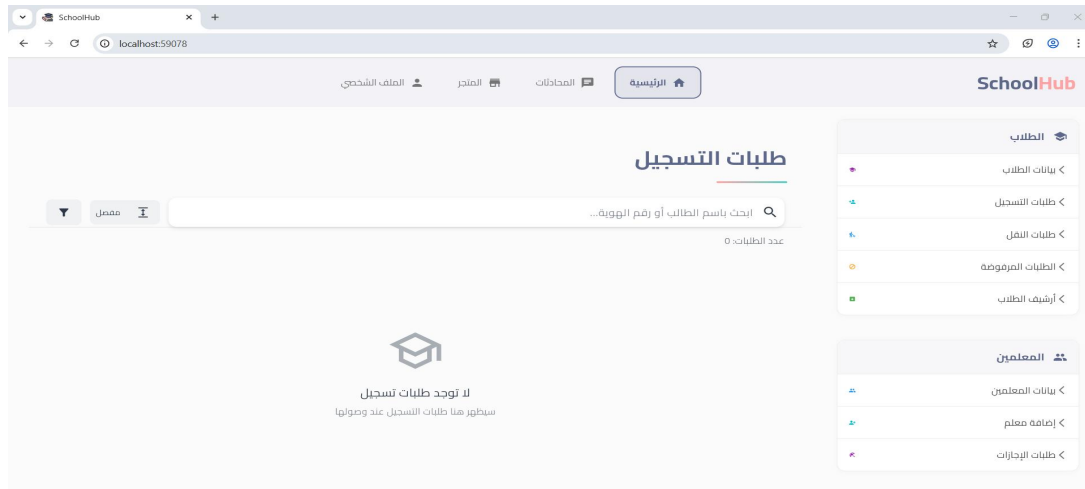 SchoolHub
localhost:59078
SchoolHub
الرئيسية
المحادثات
المتجر
الملف الشخصي
الطلاب
بيانات الطلاب
طلبات التسجيل
طلبات النقل
الطلبات المرفوضة
أرشيف الطلاب
المعلمين
بيانات المعلمين
إضافة معلم
طلبات الإجازات
طلبات التسجيل
ابحث باسم الطالب أو رقم الهوية...
مفصل
عدد الطلبات: 0
لا توجد طلبات تسجيل
سيظهر هنا طلبات التسجيل عند وصولها